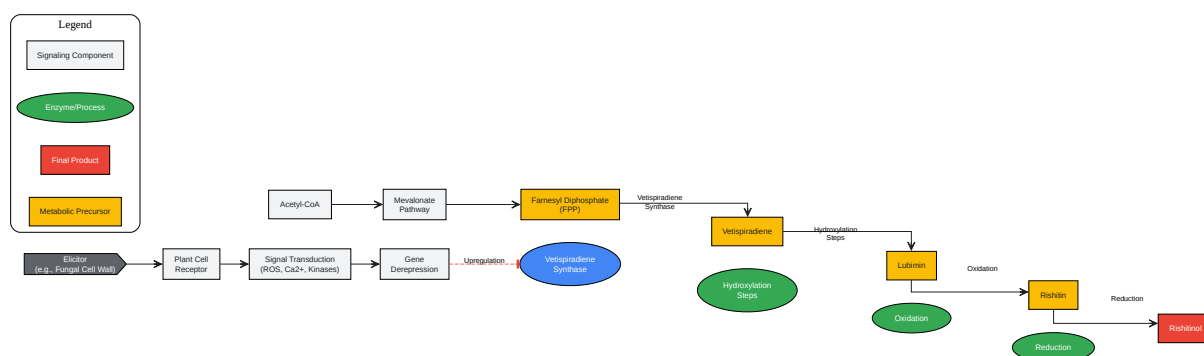 Legend
Signaling Component
Enzyme/Process
Final Product
Metabolic Precursor
Acetyl-CoA
Mevalonate
Pathway
Farnesyl Diphosphate
(FPP)
Vetispiradiene
Synthase
Vetispiradiene
Hydroxylation
Steps
Lubimin
Oxidation
Rishitin
Reduction
Rishitinol
Elicitor
(e.g., Fungal Cell Wall)
Plant Cell
Receptor
Signal Transduction
(ROS, Ca2+, Kinases)
Gene
Derepression
Upregulation
Vetispiradiene
Synthase
Hydroxylation
Steps
Oxidation
Reduction